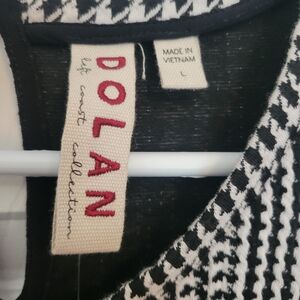 DOLAN
left coast collection
MADE IN
VIETNAM
L